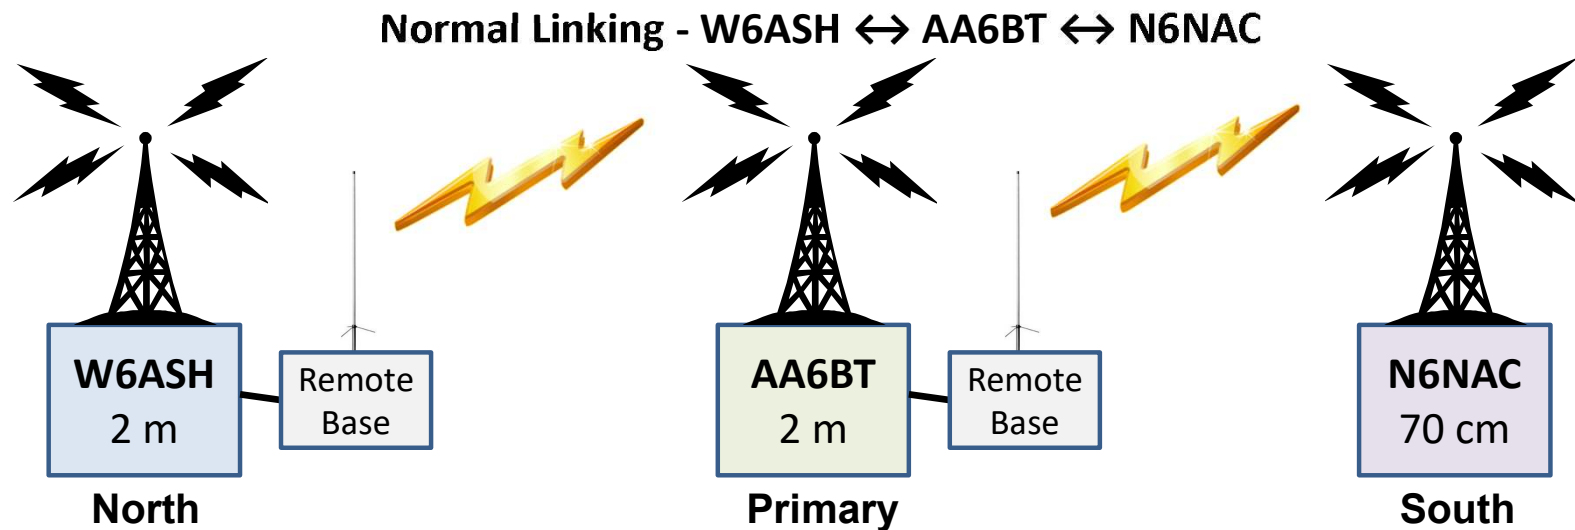 Normal Linking - W6ASH ↔ AA6BT ↔ N6NAC
W6ASH
2 m
Remote
Base
North
AA6BT
2 m
Remote
Base
Primary
N6NAC
70 cm
South